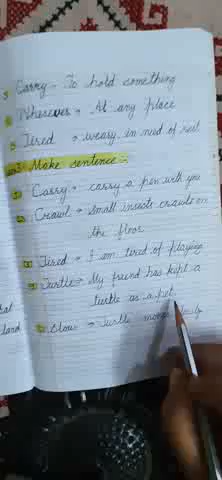 Carry - To hold something
Wherever - At any place
Tired - weary in need of rest
Make sentence :-
Carry - carry a pen with you
Crawl - Small insects crawls on
the floor
Tired - I am tired of playing
Turtle - My friend has kept a
turtle as a pet
Slow - Turtle moves
land